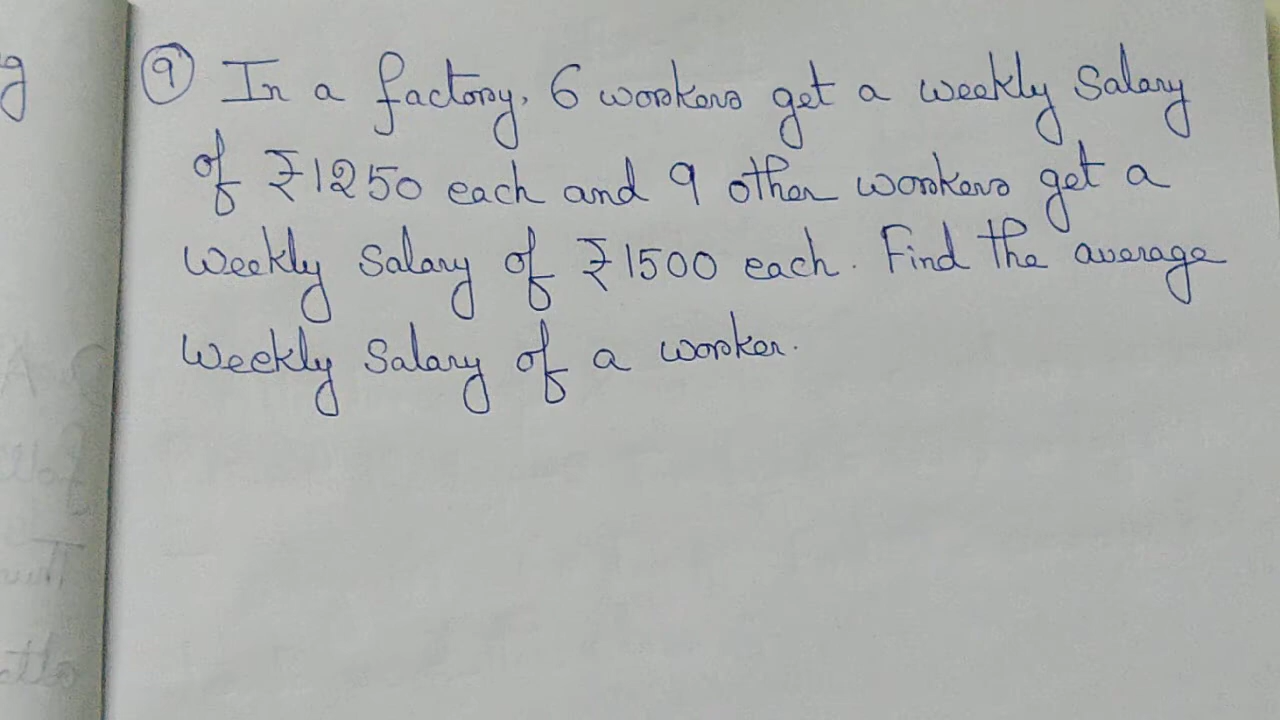 9 In a factory, 6 workers get a weekly salary
of ₹1250 each and 9 other workers get a
weekly salary of ₹1500 each. Find the average
weekly salary of a worker.